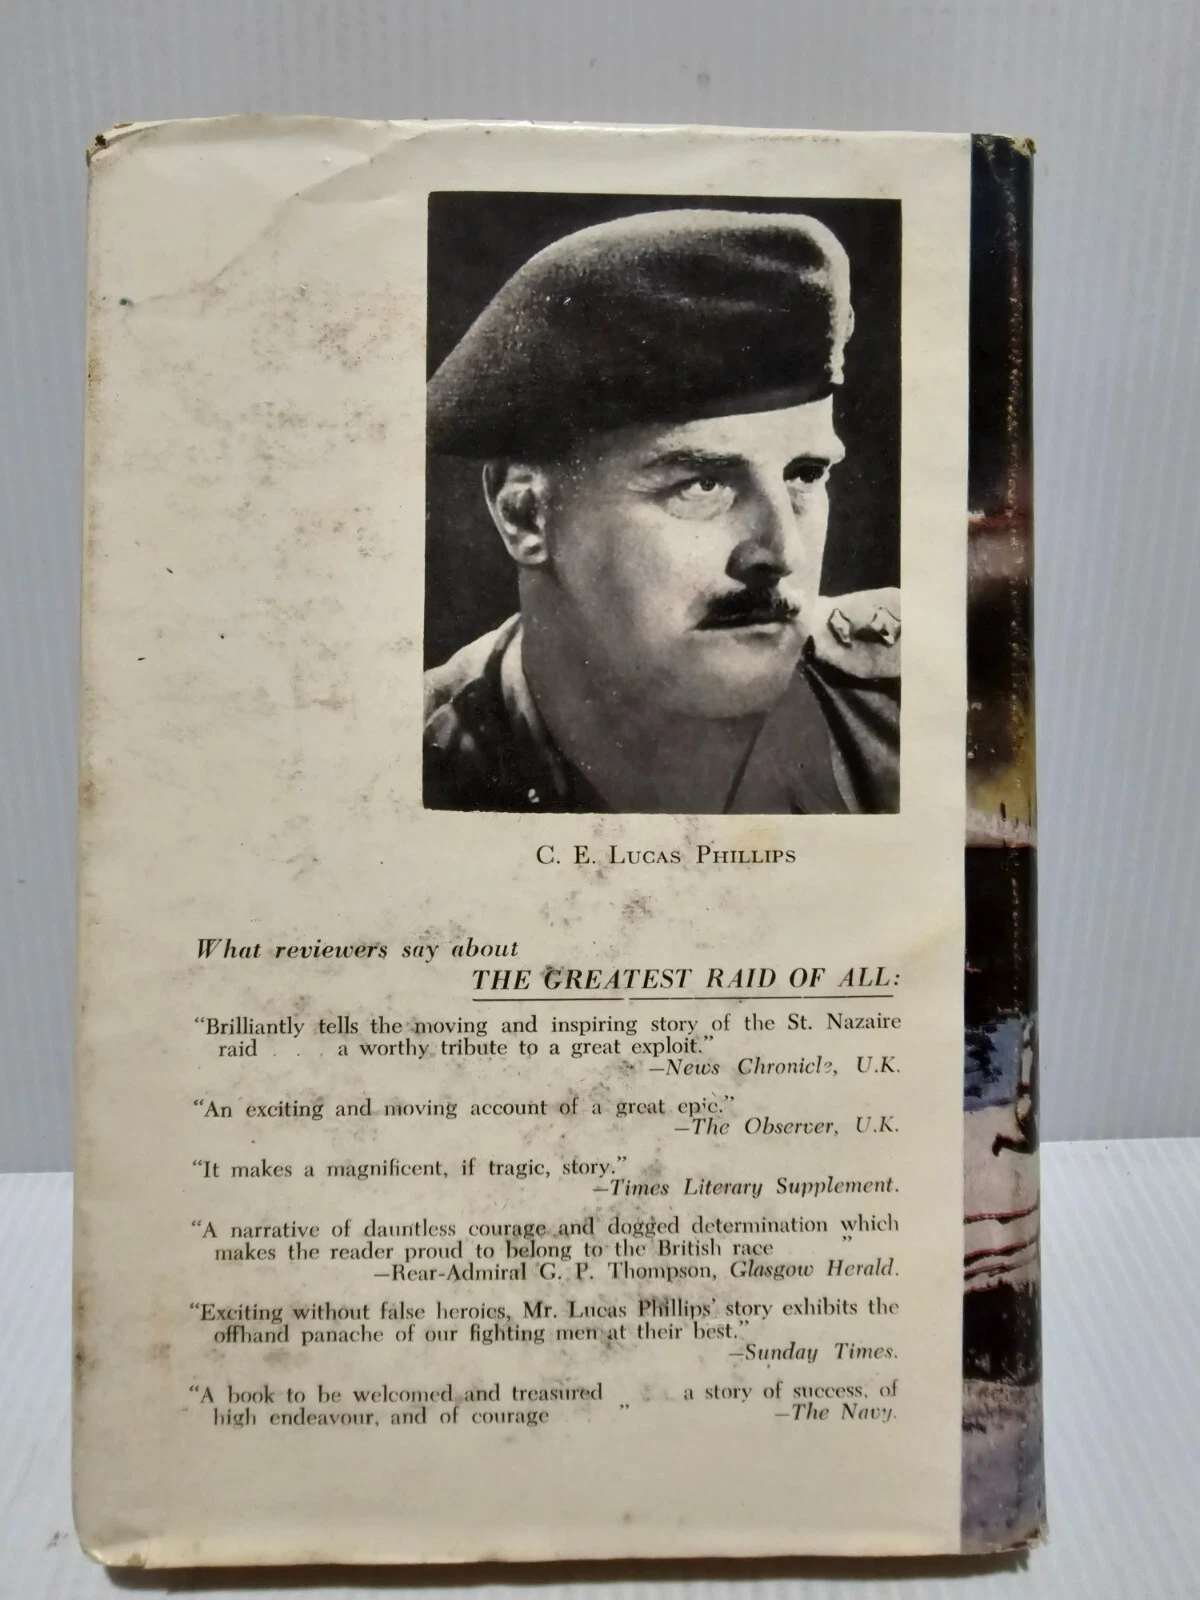 C. E. LUCAS PHILLIPS
What reviewers say about
THE GREATEST RAID OF ALL:
“Brilliantly tells the moving and inspiring story of the St. Nazaire
raid . . . a worthy tribute to a great exploit.”
—News Chronicle, U.K.
“An exciting and moving account of a great epic.”
—The Observer, U.K.
“It makes a magnificent, if tragic, story.”
—Times Literary Supplement.
“A narrative of dauntless courage and dogged determination which
makes the reader proud to belong to the British race ”
—Rear-Admiral G. P. Thompson, Glasgow Herald.
“Exciting without false heroics, Mr. Lucas Phillips’ story exhibits the
offhand panache of our fighting men at their best.”
—Sunday Times.
“A book to be welcomed and treasured . . a story of success, of
high endeavour, and of courage ”
—The Navy.